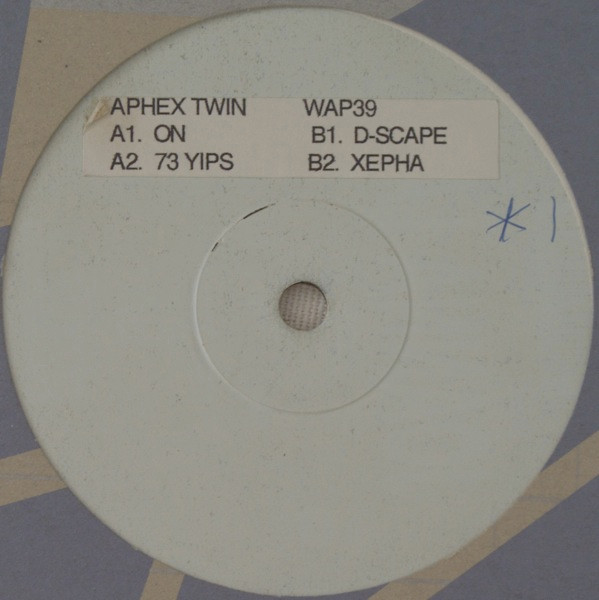 APHEX TWIN WAP39
A1. ON B1. D-SCAPE
A2. 73 YIPS B2. XEPHA
*1